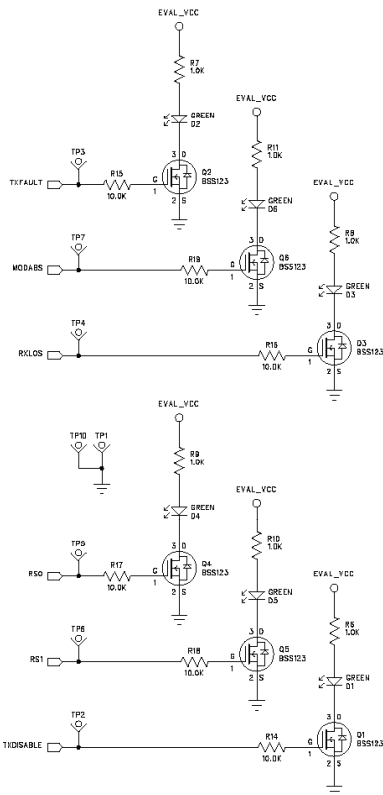 EVAL_VCC
R7
1.0K
GREEN
D2
TP3
TXFAULT
R15
10.0K
G
1
3 D
Q2
BSS123
2 S
EVAL_VCC
R11
1.0K
GREEN
D6
TP7
MODABS
R19
10.0K
G
1
3 D
Q6
BSS123
2 S
EVAL_VCC
R8
1.0K
GREEN
D3
TP4
RXLOS
R16
10.0K
G
1
3 D
Q3
BSS123
2 S
TP10
TP1
EVAL_VCC
R9
1.0K
GREEN
D4
TP5
RS0
R17
10.0K
G
1
3 D
Q4
BSS123
2 S
EVAL_VCC
R10
1.0K
GREEN
D5
TP6
RS1
R18
10.0K
G
1
3 D
Q5
BSS123
2 S
EVAL_VCC
R6
1.0K
GREEN
D1
TP2
TXDISABLE
R14
10.0K
G
1
3 D
Q1
BSS123
2 S